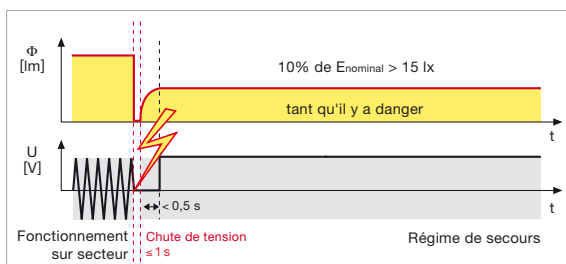 Φ
[lm]
10% de Enominal > 15 lx
tant qu'il y a danger
t
U
[V]
< 0,5 s
t
Fonctionnement
sur secteur
Chute de tension
≤ 1 s
Régime de secours